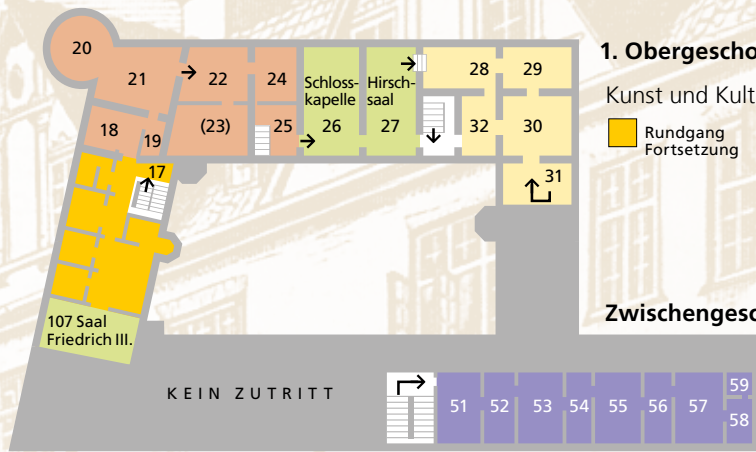 20
21
22
24
Schloss-
kapelle
26
Hirsch-
saal
27
28
29
1. Obergescho
Kunst und Kult
Rundgang
Fortsetzung
18
19
(23)
25
32
30
17
31
107 Saal
Friedrich III.
Zwischengesc
KEIN ZUTRITT
51
52
53
54
55
56
57
59
58